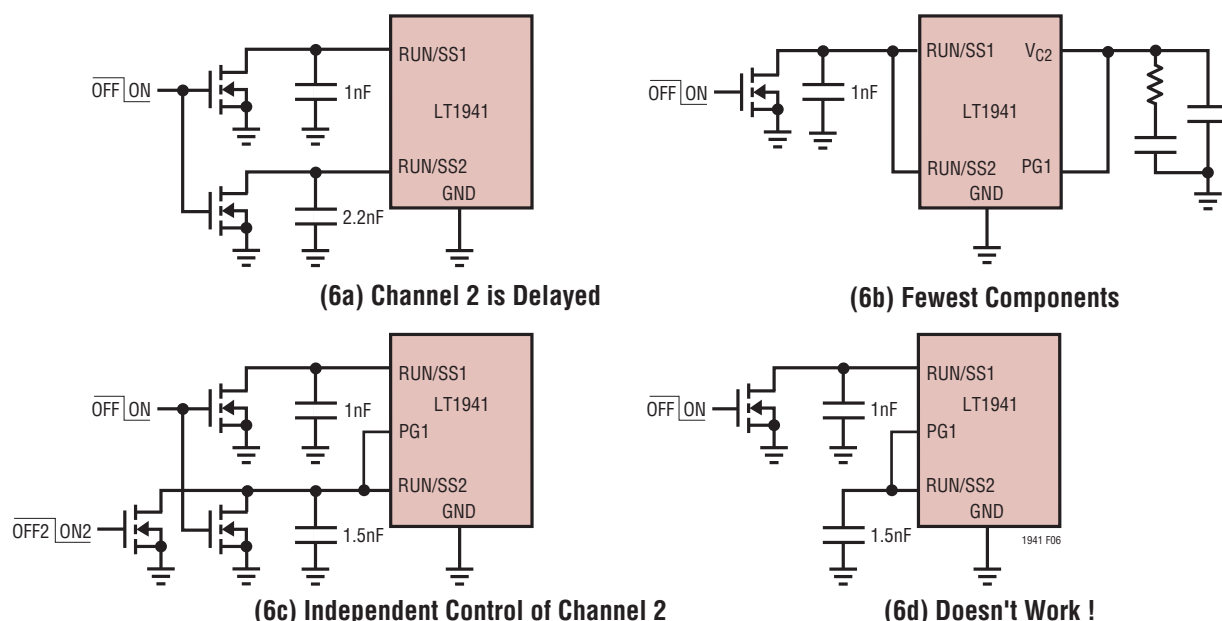 RUN/SS1
OFF ON
1nF
LT1941
RUN/SS2
GND
2.2nF
(6a) Channel 2 is Delayed
RUN/SS1
VC2
OFF ON
1nF
LT1941
RUN/SS2
PG1
GND
(6b) Fewest Components
RUN/SS1
OFF ON
1nF
LT1941
PG1
RUN/SS2
OFF2 ON2
GND
1.5nF
(6c) Independent Control of Channel 2
RUN/SS1
OFF ON
1nF
LT1941
PG1
RUN/SS2
GND
1.5nF
1941 F06
(6d) Doesn't Work !